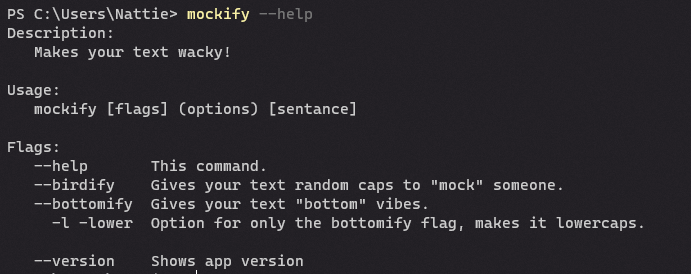 PS C:\Users\Nattie> mockify --help
Description:
Makes your text wacky!
Usage:
mockify [flags] (options) [sentance]
Flags:
--help This command.
--birdify Gives your text random caps to "mock" someone.
--bottomify Gives your text "bottom" vibes.
-l -lower Option for only the bottomify flag, makes it lowercaps.
--version Shows app version